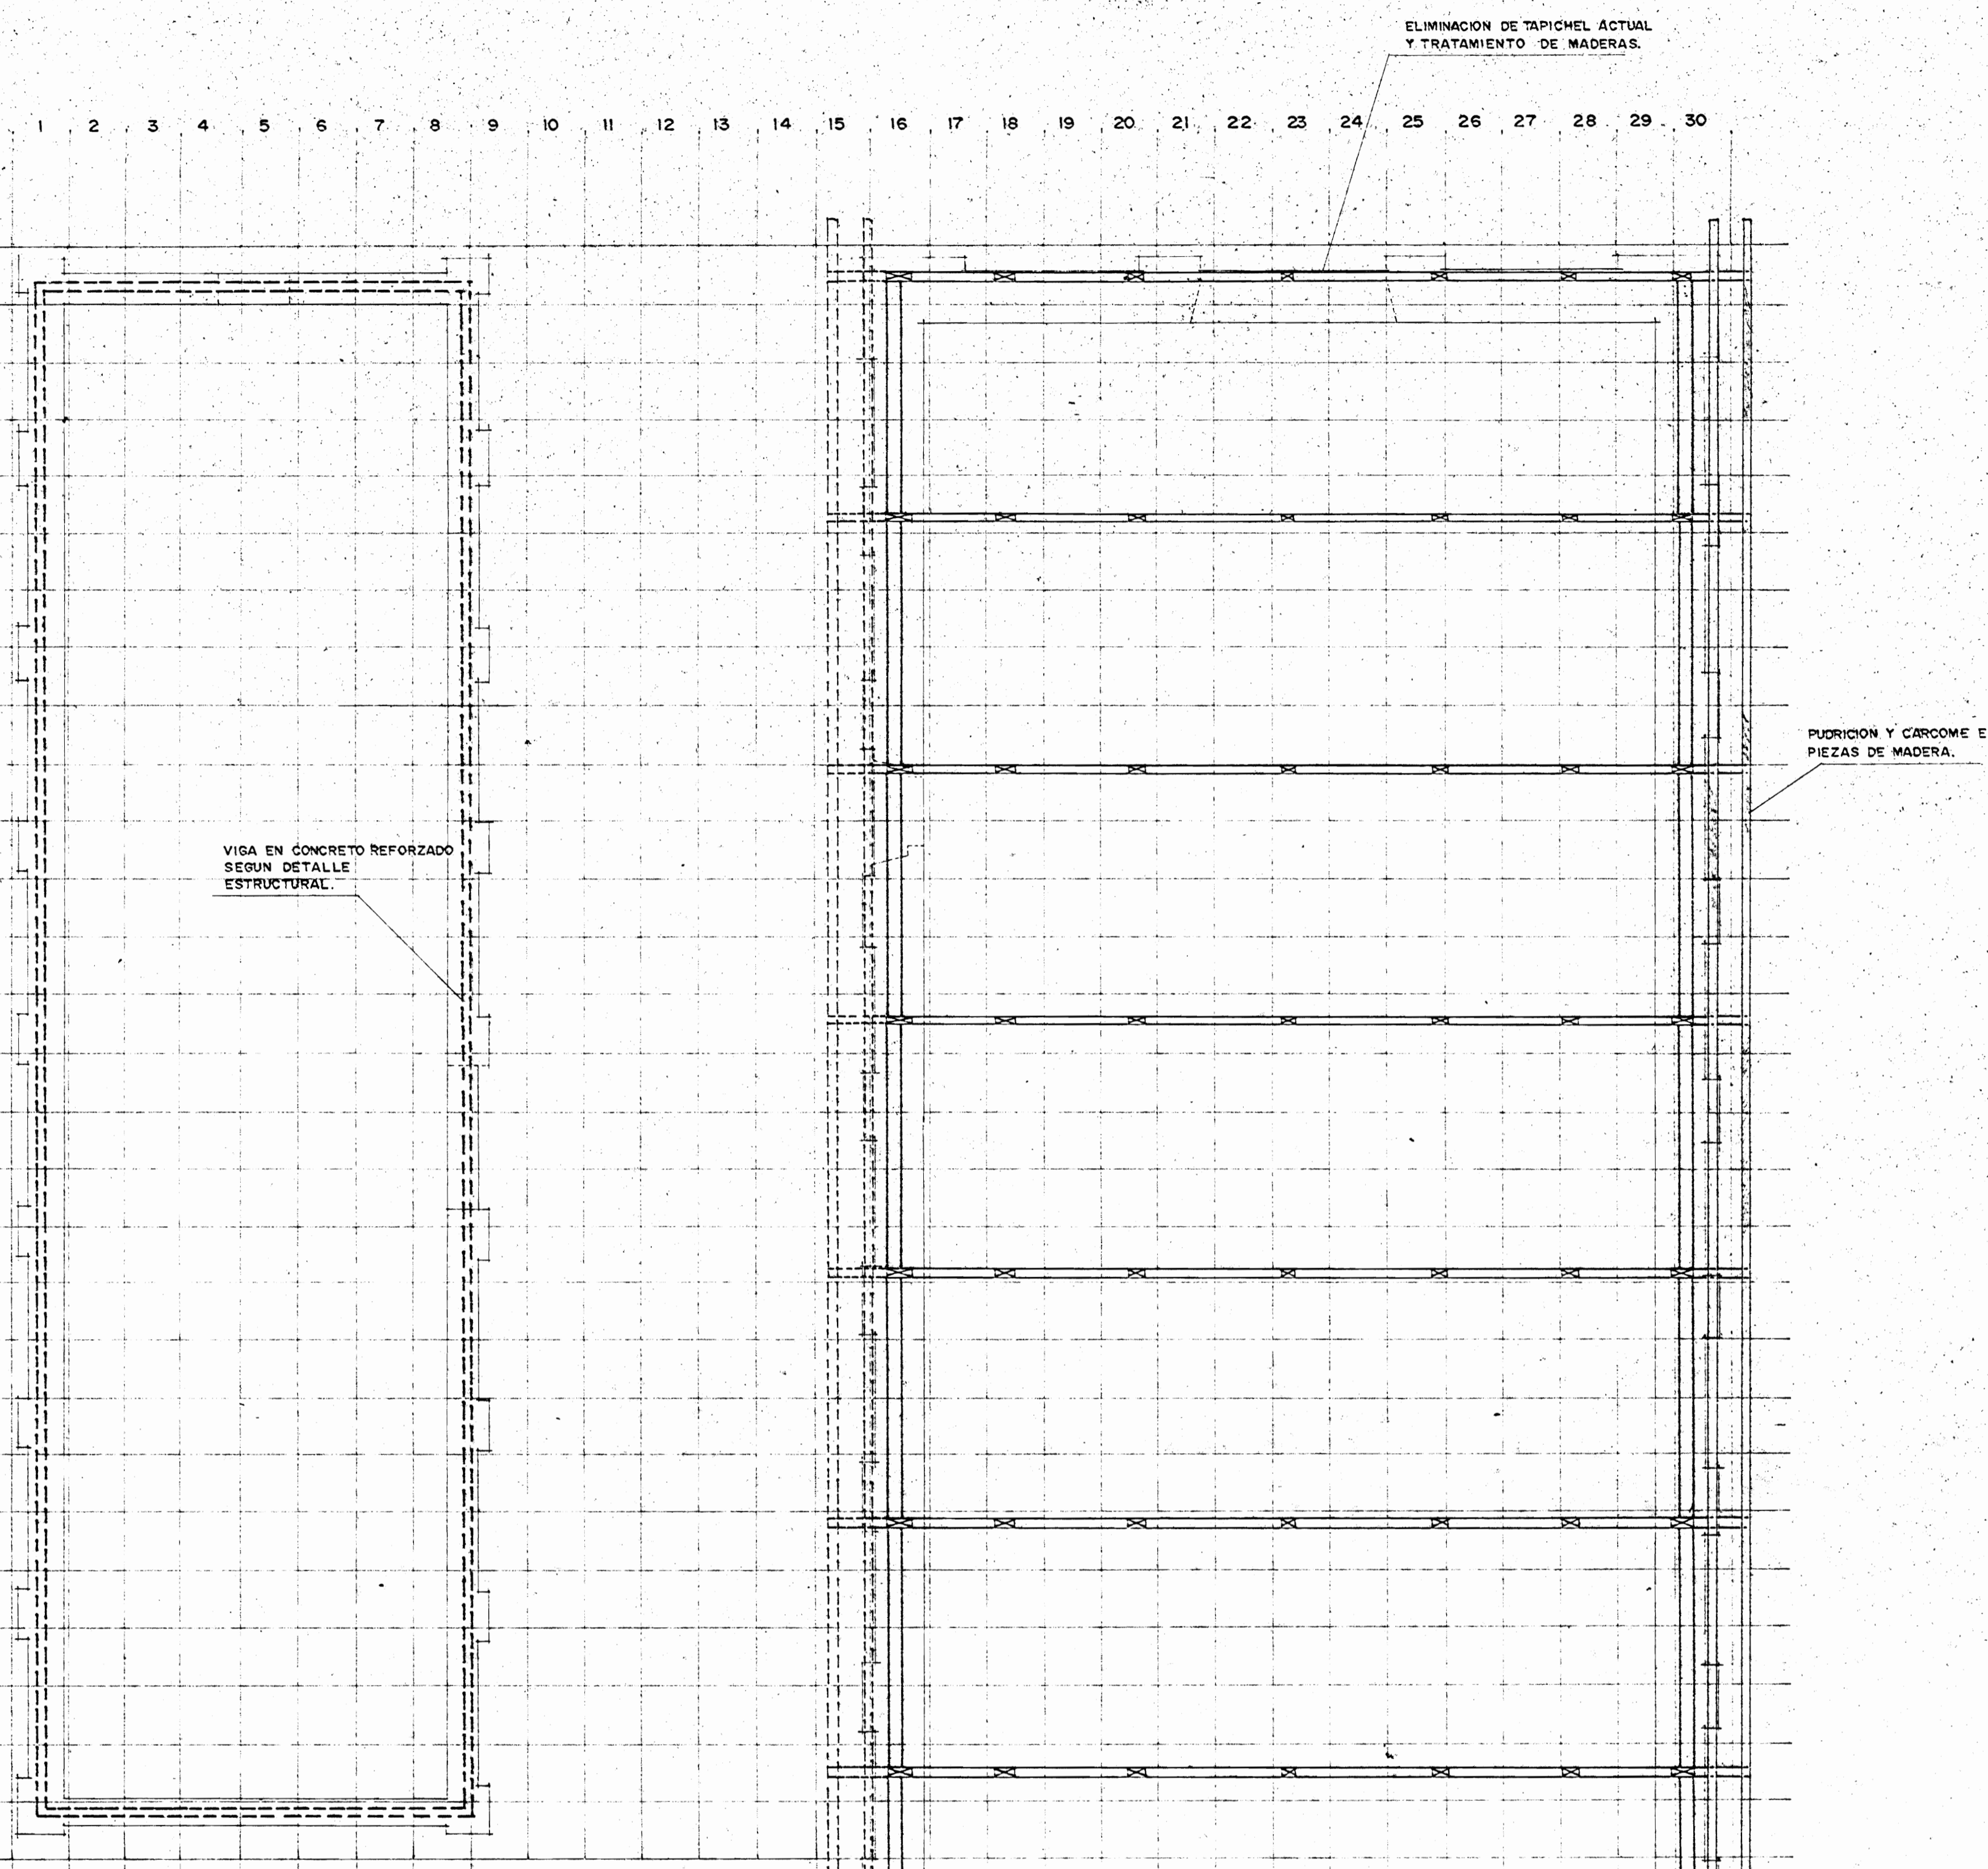 ELIMINACION DE TAPICHEL ACTUAL
Y TRATAMIENTO DE MADERAS.
1 2 3 4 5 6 7 8 9 10 11 12 13 14 15 16 17 18 19 20 21 22 23 24 25 26 27 28 29 30
PUDRICION Y CARCOME E
PIEZAS DE MADERA.
VIGA EN CONCRETO REFORZADO
SEGUN DETALLE
ESTRUCTURAL.